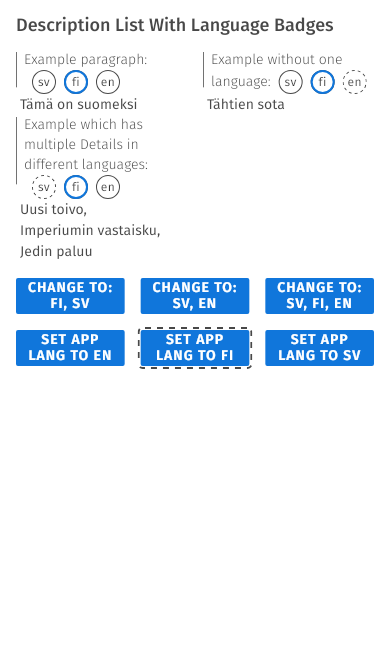 Description List With Language Badges
Example paragraph:
sv fi en
Tämä on suomeksi
Example without one
language: sv fi en
Tähtien sota
Example which has
multiple Details in
different languages:
sv fi en
Uusi toivo,
Imperiumin vastaisku,
Jedin paluu
CHANGE TO:
FI, SV
CHANGE TO:
SV, EN
CHANGE TO:
SV, FI, EN
SET APP
LANG TO EN
SET APP
LANG TO FI
SET APP
LANG TO SV